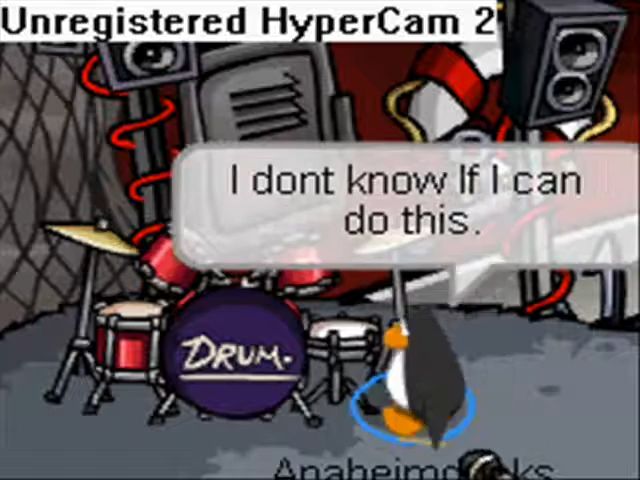 Unregistered HyperCam 2
I dont know If I can
do this.
DRUM.